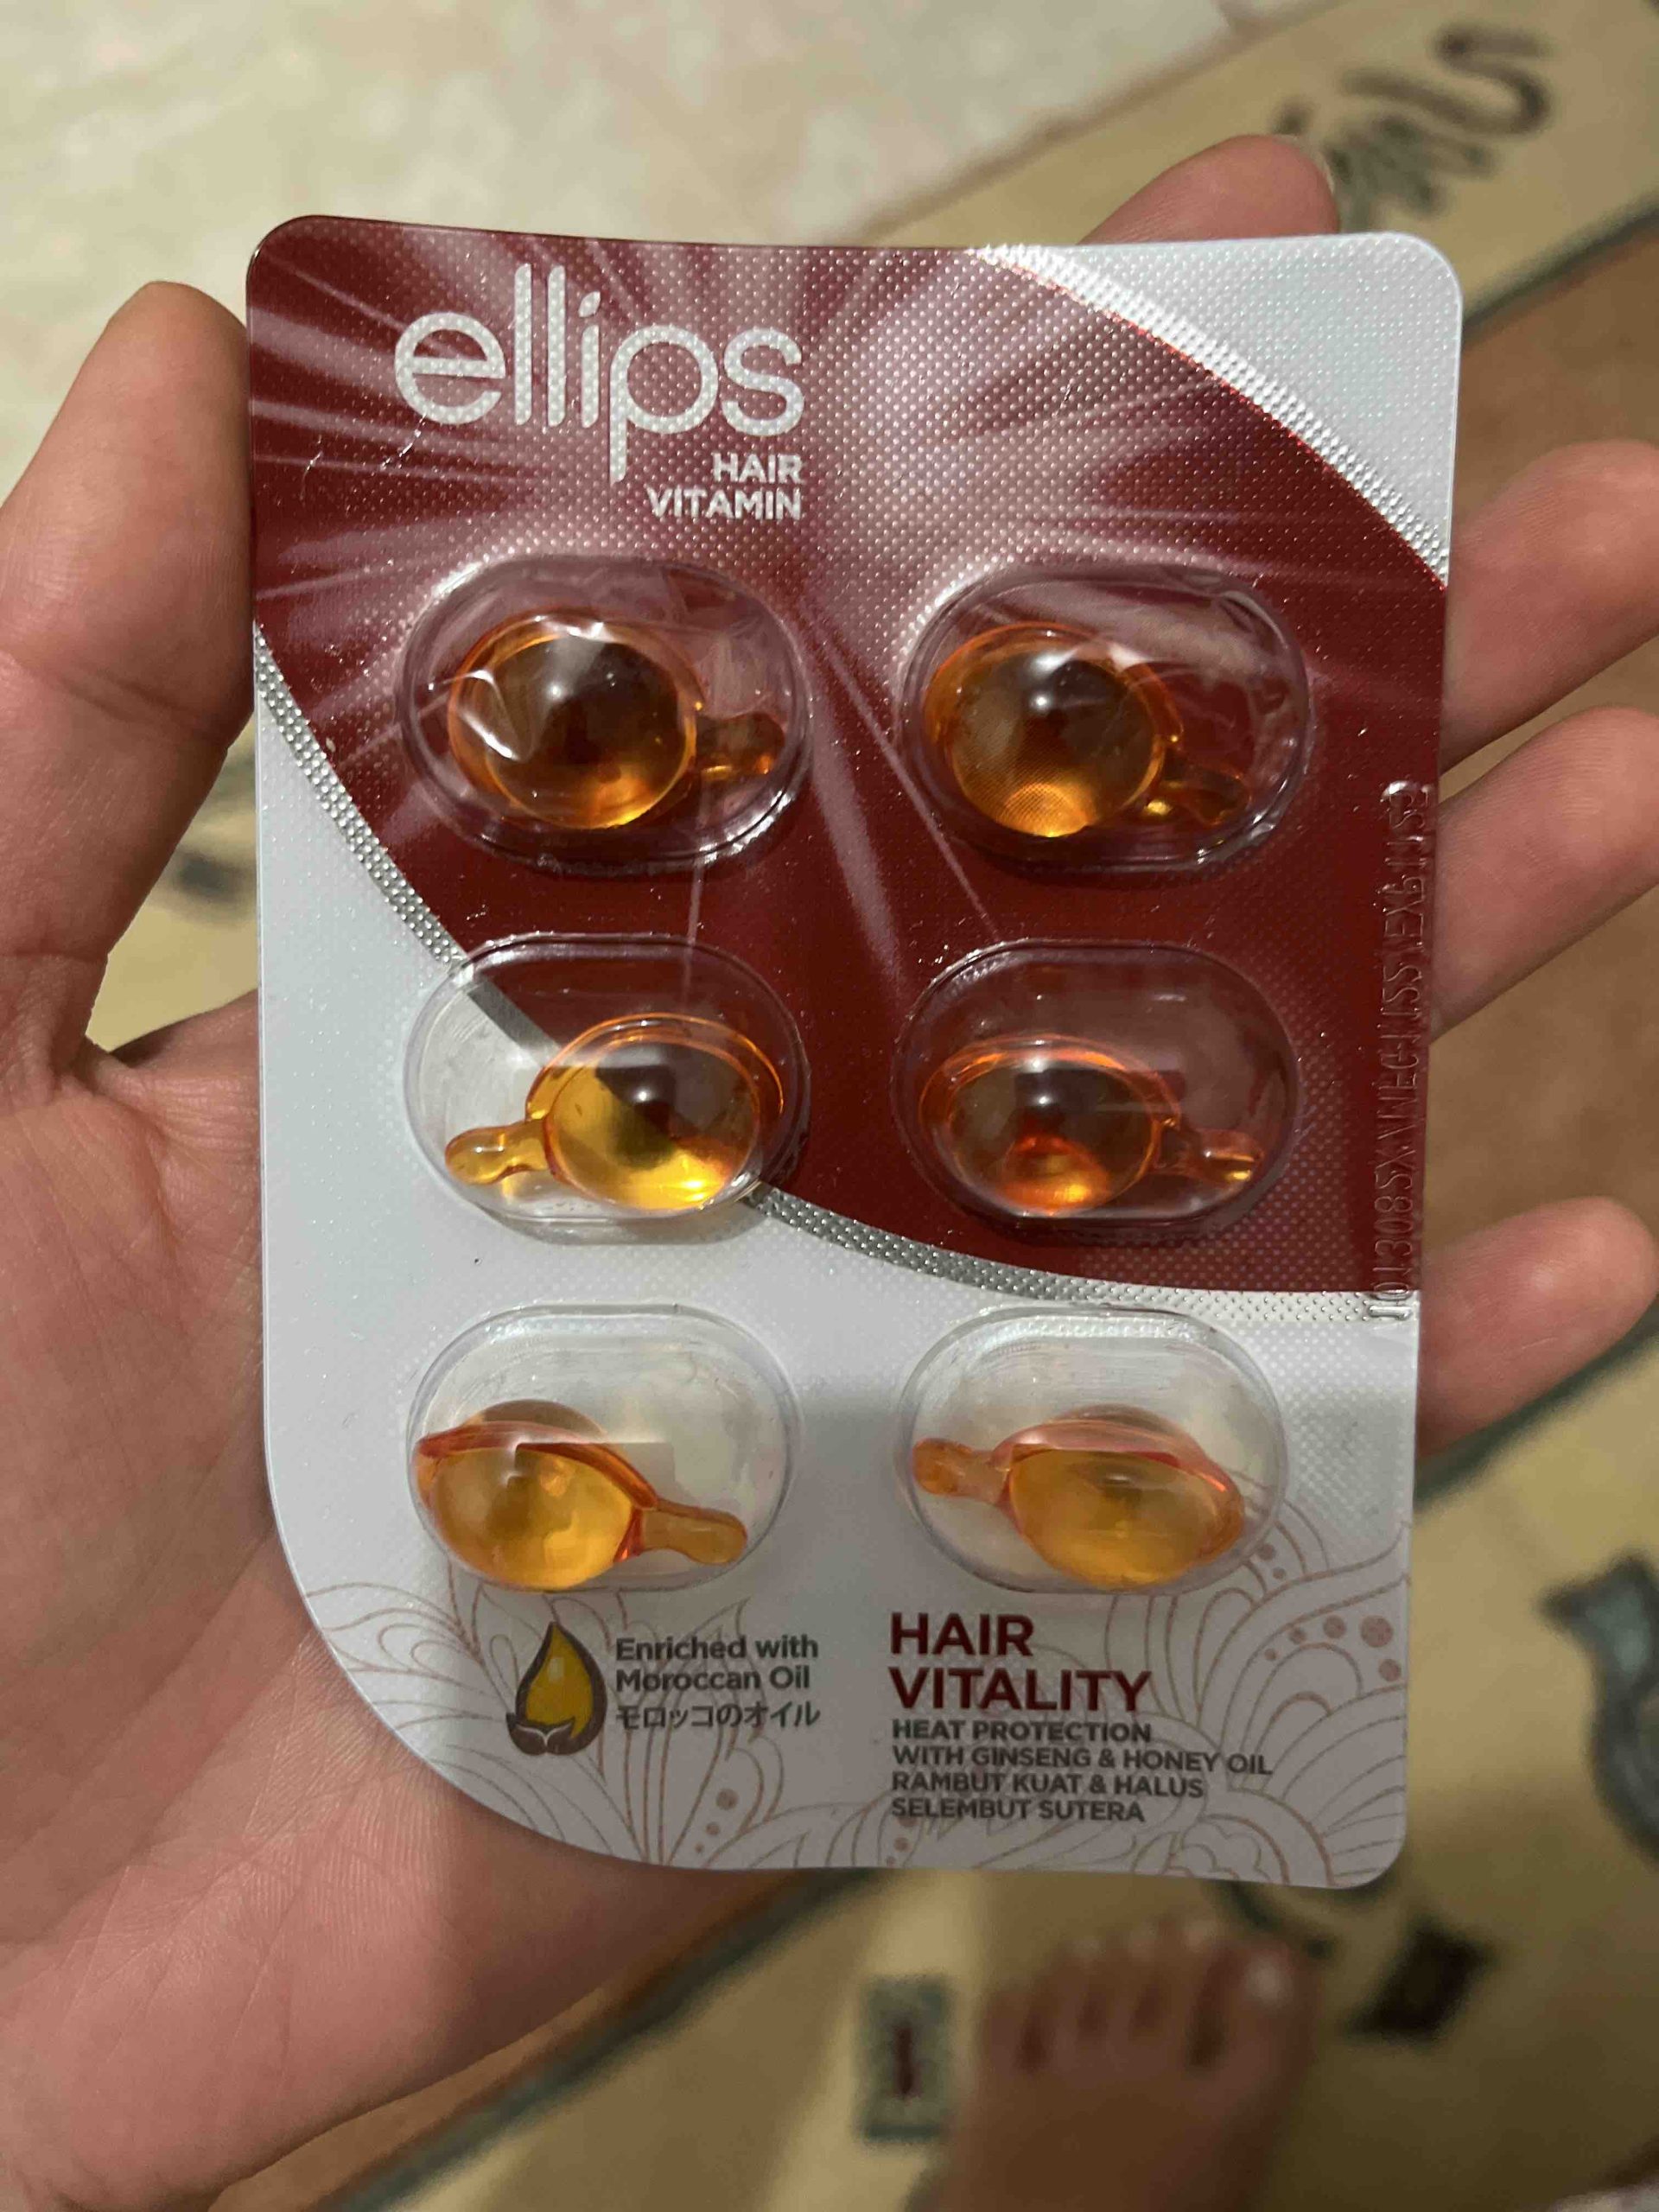 ellips
HAIR
VITAMIN
Enriched with
Moroccan Oil
モロッコのオイル
HAIR
VITALITY
HEAT PROTECTION
WITH GINSENG & HONEY OIL
RAMBUT KUAT & HALUS
SELEMBUT SUTERA